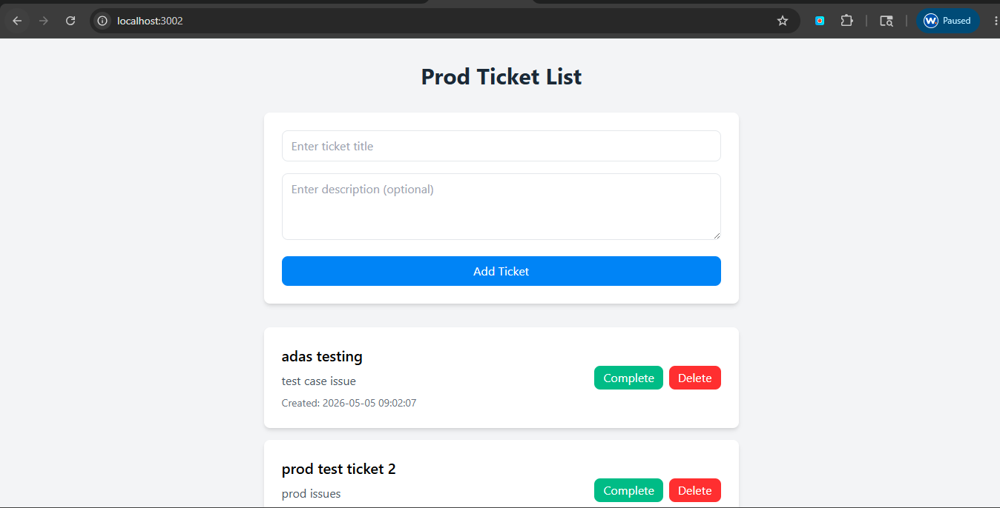 localhost:3002
W
Paused
Prod Ticket List
Enter ticket title
Enter description (optional)
Add Ticket
adas testing
test case issue
Created: 2026-05-05 09:02:07
Complete
Delete
prod test ticket 2
prod issues
Complete
Delete